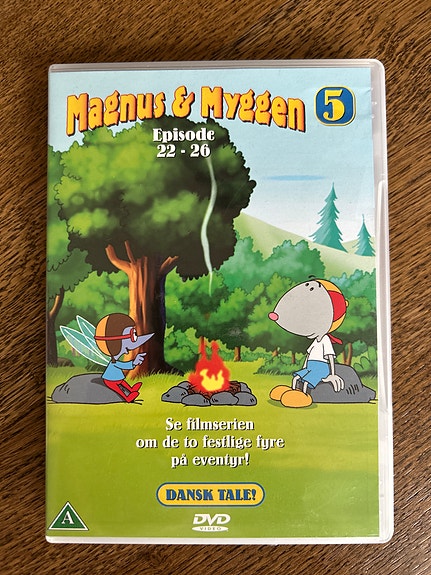 Magnus & Myggen 5
Episode
22 - 26
Se filmserien
om de to festlige fyre
på eventyr!
DANSK TALE!
A
DVD
VIDEO